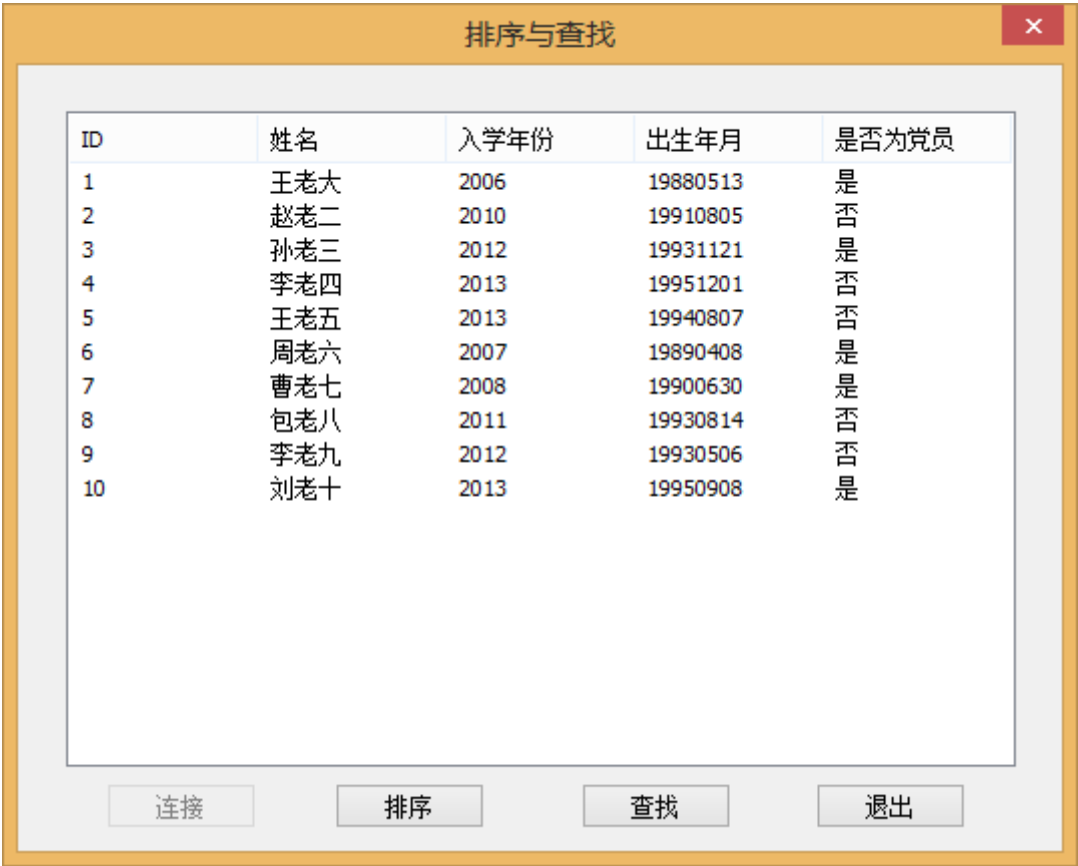 排序与查找
ID 姓名 入学年份 出生年月 是否为党员
1 王老大 2006 19880513 是
2 赵老二 2010 19910805 否
3 孙老三 2012 19931121 是
4 李老四 2013 19951201 否
5 王老五 2013 19940807 否
6 周老六 2007 19890408 是
7 曹老七 2008 19900630 是
8 包老八 2011 19930814 否
9 李老九 2012 19930506 否
10 刘老十 2013 19950908 是
连接 排序 查找 退出